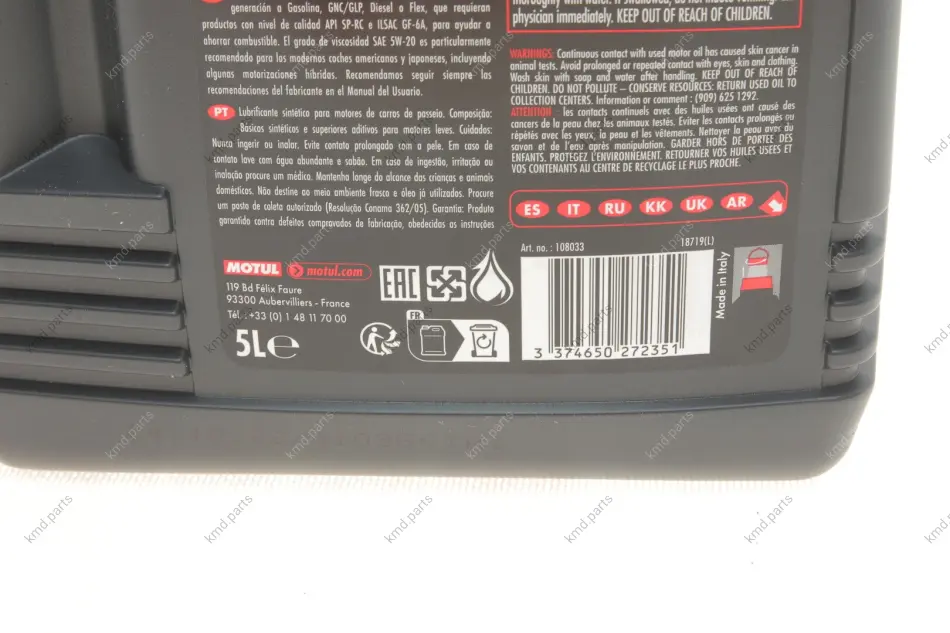 generación a Gasolina, GNC/GLP, Diesel o Flex, que requieran
productos con nivel de calidad API SP-RC e ILSAC GF-6A, para ayudar a
ahorrar combustible. El grado de viscosidad SAE 5W-20 es particularmente
recomendado para los modernos coches americanos y japoneses, incluyendo
algunas motorizaciones híbridas. Recomendamos seguir siempre las
recomendaciones del fabricante en el Manual del Usuario.
PT Lubrificante sintético para motores de carros de passeio. Composição:
Básicos sintéticos e superiores aditivos para motores leves. Cuidados:
Nunca ingerir ou inalar. Evite contato prolongado com a pele. Em caso de
contato lave com água abundante e sabão. Em caso de ingestão, irritação ou
inalação procure um médico. Mantenha longe do alcance das crianças e animais
domésticos. Não destine ao meio ambiente frasco e óleo já utilizados. Procure
um posto de coleta autorizado (Resolução Conama 362/05). Garantia: Produto
garantido contra defeitos comprovados de fabricação, obedecidas as instruções
MOTUL motul.com
119 Bd Félix Faure
93300 Aubervilliers - France
Tél. : +33 (0) 1 48 11 70 00
5L e
EAC
FR
physician immediately. KEEP OUT OF REACH OF CHILDREN.
WARNINGS: Continuous contact with used motor oil has caused skin cancer in
animal tests. Avoid prolonged or repeated contact with eyes, skin and clothing.
Wash skin with soap and water after handling. KEEP OUT OF REACH OF
CHILDREN. DO NOT POLLUTE – CONSERVE RESOURCES: RETURN USED OIL TO
COLLECTION CENTERS. Information or comment : (909) 625 1292.
ATTENTION : les contacts continuels avec des huiles usées ont causé des
cancers de la peau chez les animaux testés. Eviter les contacts prolongés ou
répétés avec les yeux, la peau et les vêtements. Nettoyer la peau avec du
savon et de l'eau après manipulation. GARDER HORS DE PORTÉE DES
ENFANTS. PROTEGEZ L'ENVIRONNEMENT. RETOURNER VOS HUILES USÉES ET
VOS CONTENANTS AU CENTRE DE RECYCLAGE LE PLUS PROCHE.
ES IT RU KK UK AR
Art. no. : 108033 18719(L)
3 374650 272351
Made in Italy
kmd.parts